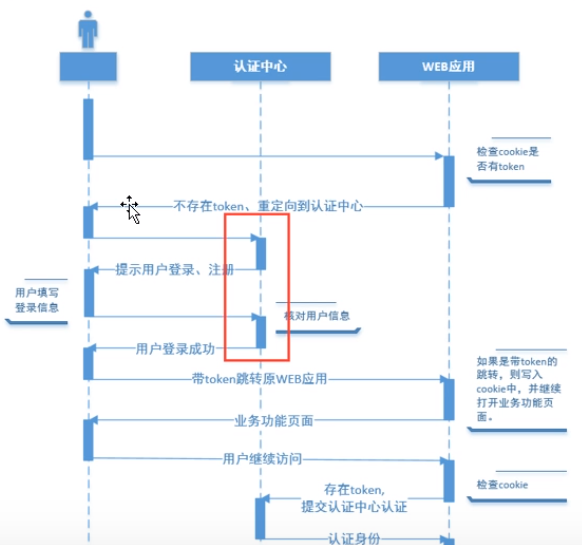 认证中心
WEB应用
检查cookie是
否有token
不存在token、重定向到认证中心
提示用户登录、注册
用户填写
登录信息
核对用户信息
用户登录成功
带token跳转原WEB应用
如果是带token的
跳转，则写入
cookie中，并继续
打开业务功能页
面。
业务功能页面
用户继续访问
检查cookie
存在token,
提交认证中心认证
认证身份